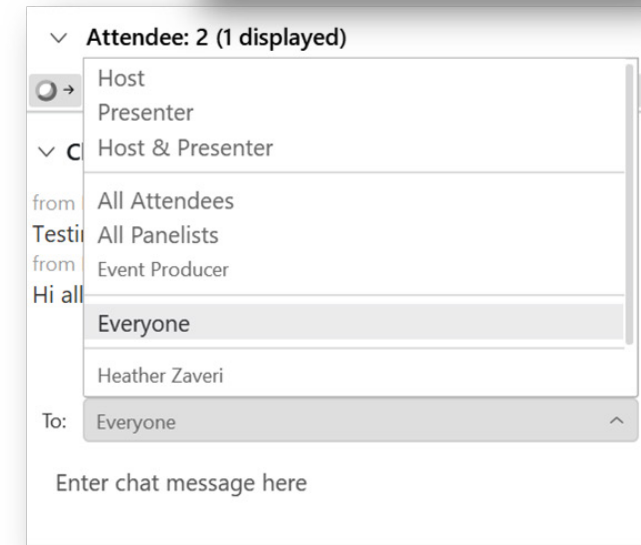 Attendee: 2 (1 displayed)
Host
Presenter
Host & Presenter
from
All Attendees
All Panelists
from
Event Producer
Hi all
Everyone
Heather Zaveri
To: Everyone
Enter chat message here